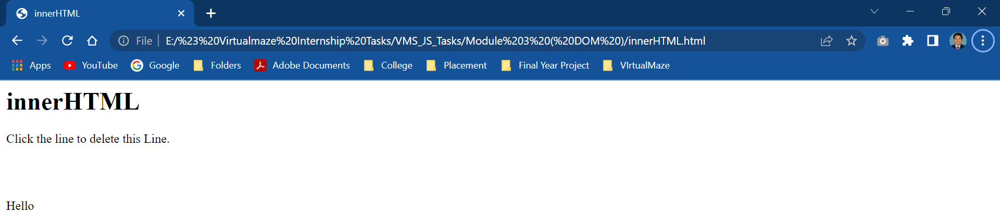 innerHTML
File E:/%23%20Virtualmaze%20Internship%20Tasks/VMS_JS_Tasks/Module%203%20(%20DOM%20)/innerHTML.html
Apps YouTube Google Folders Adobe Documents College Placement Final Year Project VIrtualMaze
innerHTML
Click the line to delete this Line.
Hello